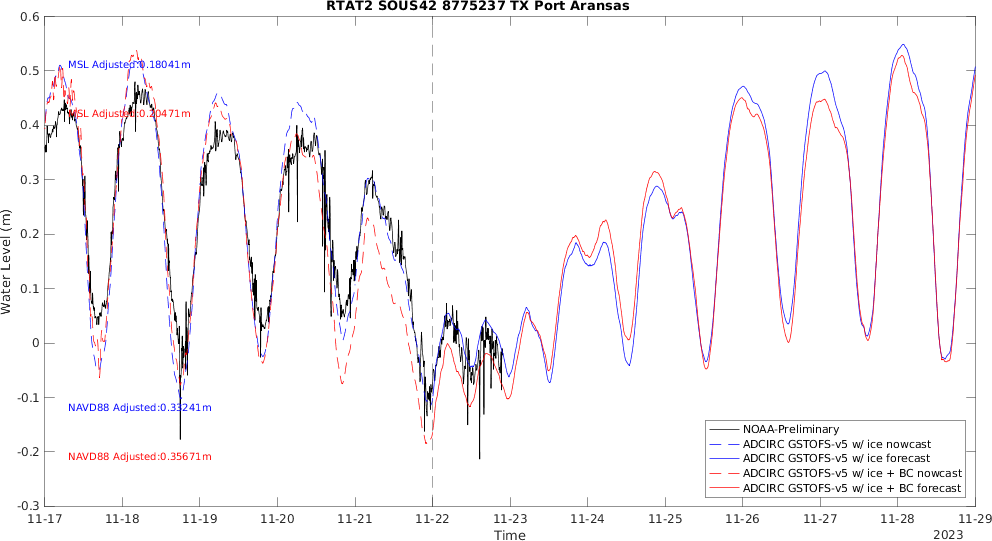 RTAT2 SOUS42 8775237 TX Port Aransas
0.6
0.5
0.4
0.3
0.2
0.1
0
-0.1
-0.2
-0.3
Water Level (m)
MSL Adjusted:0.18041m
MSL Adjusted:0.20471m
NAVD88 Adjusted:0.33241m
NAVD88 Adjusted:0.35671m
NOAA-Preliminary
ADCIRC GSTOFS-v5 w/ ice nowcast
ADCIRC GSTOFS-v5 w/ ice forecast
ADCIRC GSTOFS-v5 w/ ice + BC nowcast
ADCIRC GSTOFS-v5 w/ ice + BC forecast
11-17 11-18 11-19 11-20 11-21 11-22 11-23 11-24 11-25 11-26 11-27 11-28 11-29
Time
2023